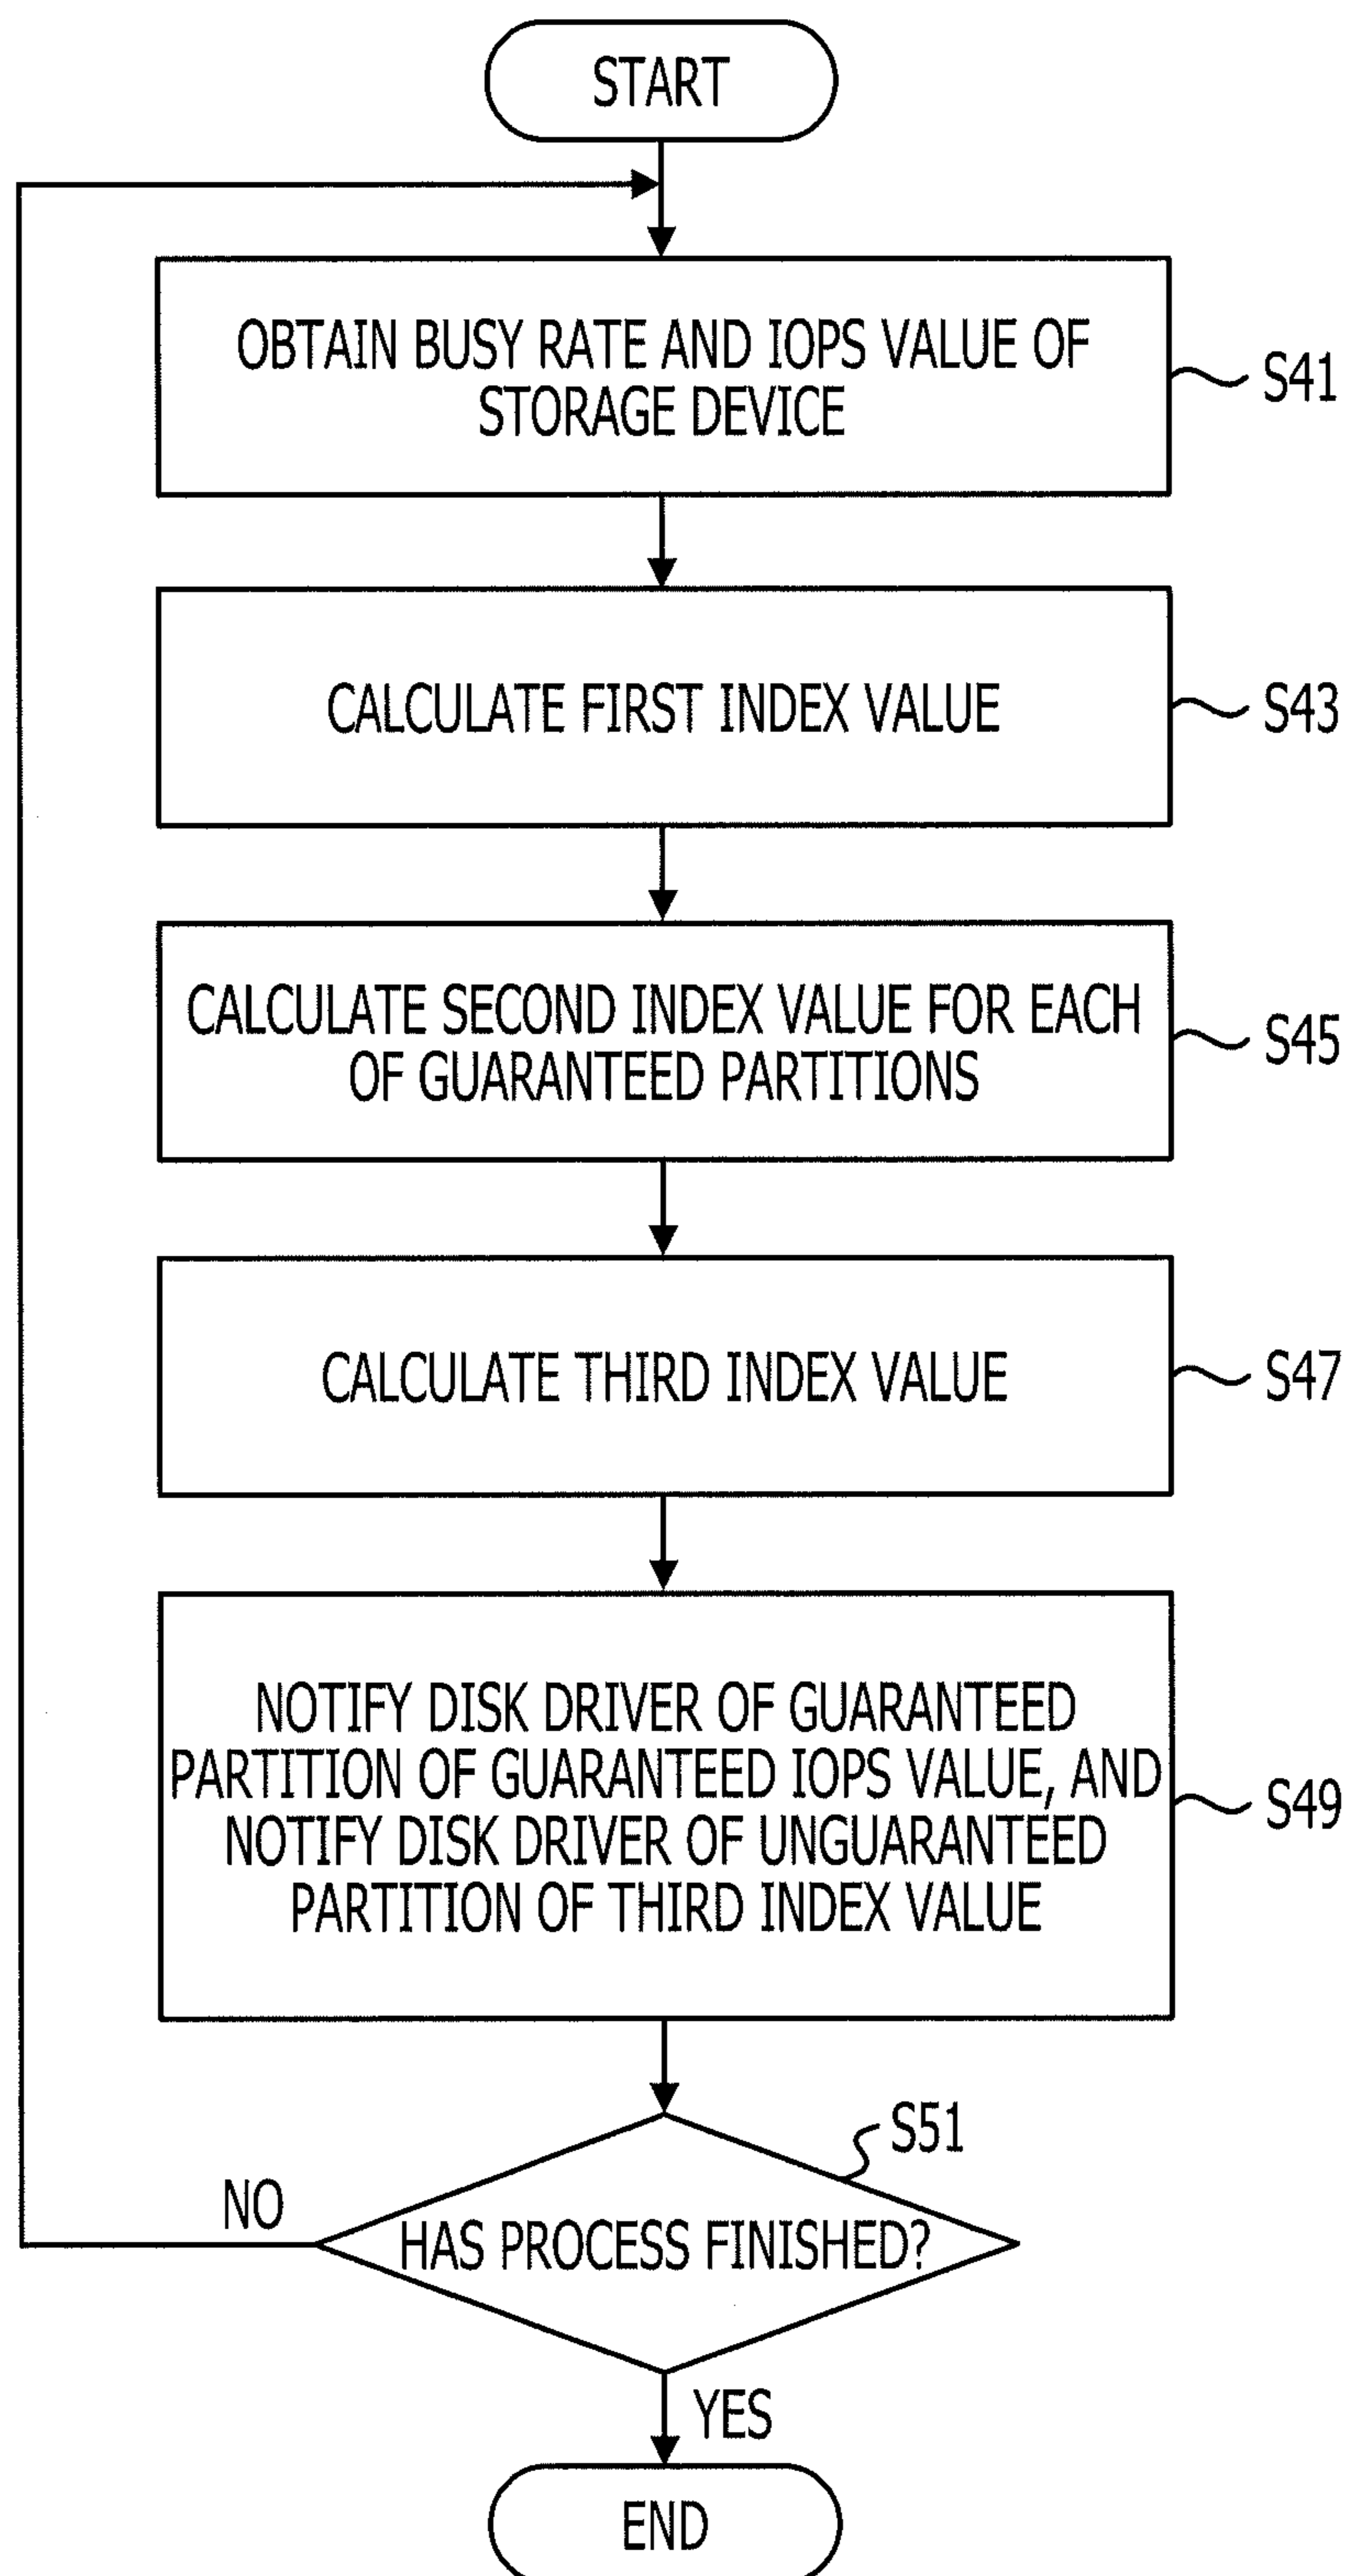 START
OBTAIN BUSY RATE AND IOPS VALUE OF
STORAGE DEVICE
S41
CALCULATE FIRST INDEX VALUE
S43
CALCULATE SECOND INDEX VALUE FOR EACH
OF GUARANTEED PARTITIONS
S45
CALCULATE THIRD INDEX VALUE
S47
NOTIFY DISK DRIVER OF GUARANTEED
PARTITION OF GUARANTEED IOPS VALUE, AND
NOTIFY DISK DRIVER OF UNGUARANTEED
PARTITION OF THIRD INDEX VALUE
S49
S51
NO
HAS PROCESS FINISHED?
YES
END